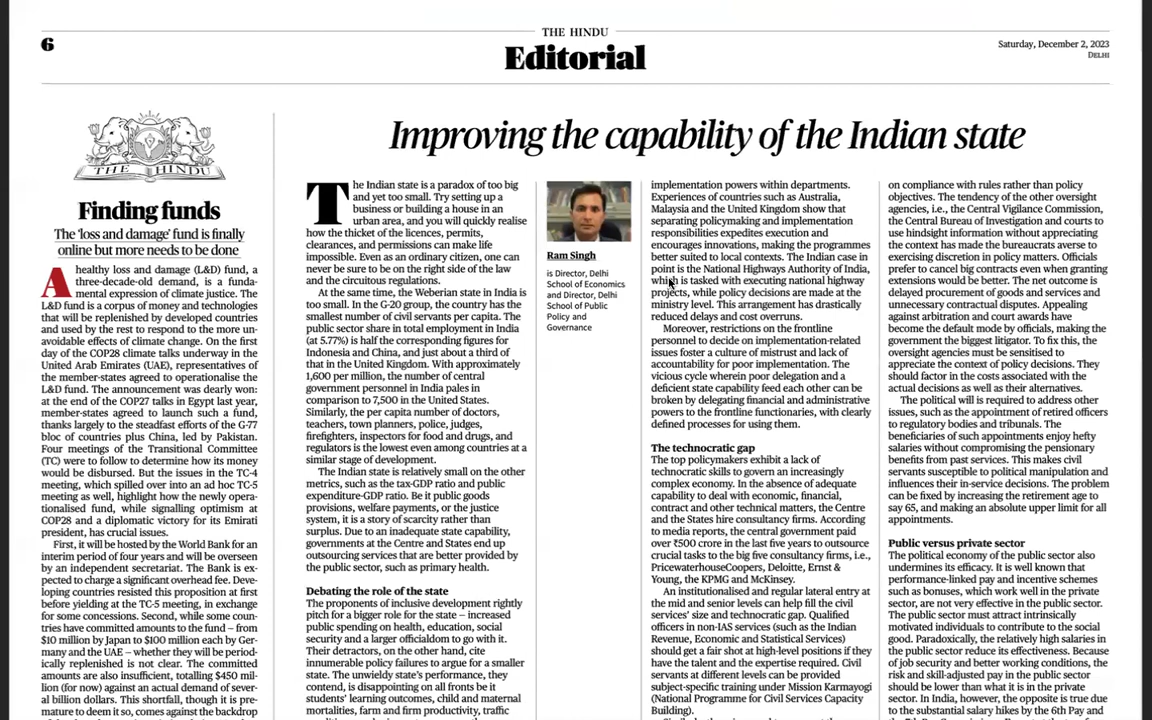 6
THE HINDU
Editorial
Saturday, December 2, 2023
DELHI
THE HINDU
Finding funds
The 'loss and damage' fund is finally
online but more needs to be done
A healthy loss and damage (L&D) fund, a
three-decade-old demand, is a funda-
mental expression of climate justice. The
L&D fund is a corpus of money and technologies
that will be replenished by developed countries
and used by the rest to respond to the more un-
avoidable effects of climate change. On the first
day of the COP28 climate talks underway in the
United Arab Emirates (UAE), representatives of
the member-states agreed to operationalise the
L&D fund. The announcement was dearly won:
at the end of the COP27 talks in Egypt last year,
member-states agreed to launch such a fund,
thanks largely to the steadfast efforts of the G-77
bloc of countries plus China, led by Pakistan.
Four meetings of the Transitional Committee
(TC) were to follow to determine how its money
would be disbursed. But the issues in the TC-4
meeting, which spilled over into an ad hoc TC-5
meeting as well, highlight how the newly opera-
tionalised fund, while signalling optimism at
COP28 and a diplomatic victory for its Emirati
president, has crucial issues.
First, it will be hosted by the World Bank for an
interim period of four years and will be overseen
by an independent secretariat. The Bank is ex-
pected to charge a significant overhead fee. Deve-
loping countries resisted this proposition at first
before yielding at the TC-5 meeting, in exchange
for some concessions. Second, while some coun-
tries have committed amounts to the fund – from
$10 million by Japan to $100 million each by Ger-
many and the UAE – whether they will be period-
ically replenished is not clear. The committed
amounts are also insufficient, totalling $450 mil-
lion (for now) against an actual demand of sever-
al billion dollars. This shortfall, though it is pre-
mature to deem it so, comes against the backdrop
Improving the capability of the Indian state
The Indian state is a paradox of too big
and yet too small. Try setting up a
business or building a house in an
urban area, and you will quickly realise
how the thicket of the licences, permits,
clearances, and permissions can make life
impossible. Even as an ordinary citizen, one can
never be sure to be on the right side of the law
and the circuitous regulations.
At the same time, the Weberian state in India is
too small. In the G-20 group, the country has the
smallest number of civil servants per capita. The
public sector share in total employment in India
(at 5.77%) is half the corresponding figures for
Indonesia and China, and just about a third of
that in the United Kingdom. With approximately
1,600 per million, the number of central
government personnel in India pales in
comparison to 7,500 in the United States.
Similarly, the per capita number of doctors,
teachers, town planners, police, judges,
firefighters, inspectors for food and drugs, and
regulators is the lowest even among countries at a
similar stage of development.
The Indian state is relatively small on the other
metrics, such as the tax-GDP ratio and public
expenditure-GDP ratio. Be it public goods
provisions, welfare payments, or the justice
system, it is a story of scarcity rather than
surplus. Due to an inadequate state capability,
governments at the Centre and States end up
outsourcing services that are better provided by
the public sector, such as primary health.
Debating the role of the state
The proponents of inclusive development rightly
pitch for a bigger role for the state – increased
public spending on health, education, social
security and a larger officialdom to go with it.
Their detractors, on the other hand, cite
innumerable policy failures to argue for a smaller
state. The unwieldy state's performance, they
contend, is disappointing on all fronts be it
students' learning outcomes, child and maternal
mortalities, farm and firm productivity, traffic
Ram Singh
is Director, Delhi
School of Economics
and Director, Delhi
School of Public
Policy and
Governance
implementation powers within departments.
Experiences of countries such as Australia,
Malaysia and the United Kingdom show that
separating policymaking and implementation
responsibilities expedites execution and
encourages innovations, making the programmes
better suited to local contexts. The Indian case in
point is the National Highways Authority of India,
which is tasked with executing national highway
projects, while policy decisions are made at the
ministry level. This arrangement has drastically
reduced delays and cost overruns.
Moreover, restrictions on the frontline
personnel to decide on implementation-related
issues foster a culture of mistrust and lack of
accountability for poor implementation. The
vicious cycle wherein poor delegation and a
deficient state capability feed each other can be
broken by delegating financial and administrative
powers to the frontline functionaries, with clearly
defined processes for using them.
The technocratic gap
The top policymakers exhibit a lack of
technocratic skills to govern an increasingly
complex economy. In the absence of adequate
capability to deal with economic, financial,
contract and other technical matters, the Centre
and the States hire consultancy firms. According
to media reports, the central government paid
over ₹500 crore in the last five years to outsource
crucial tasks to the big five consultancy firms, i.e.,
PricewaterhouseCoopers, Deloitte, Ernst &
Young, the KPMG and McKinsey.
An institutionalised and regular lateral entry at
the mid and senior levels can help fill the civil
services' size and technocratic gap. Qualified
officers in non-IAS services (such as the Indian
Revenue, Economic and Statistical Services)
should get a fair shot at high-level positions if they
have the talent and the expertise required. Civil
servants at different levels can be provided
subject-specific training under Mission Karmayogi
(National Programme for Civil Services Capacity
Building).
on compliance with rules rather than policy
objectives. The tendency of the other oversight
agencies, i.e., the Central Vigilance Commission,
the Central Bureau of Investigation and courts to
use hindsight information without appreciating
the context has made the bureaucrats averse to
exercising discretion in policy matters. Officials
prefer to cancel big contracts even when granting
extensions would be better. The net outcome is
delayed procurement of goods and services and
unnecessary contractual disputes. Appealing
against arbitration and court awards have
become the default mode by officials, making the
government the biggest litigator. To fix this, the
oversight agencies must be sensitised to
appreciate the context of policy decisions. They
should factor in the costs associated with the
actual decisions as well as their alternatives.
The political will is required to address other
issues, such as the appointment of retired officers
to regulatory bodies and tribunals. The
beneficiaries of such appointments enjoy hefty
salaries without compromising the pensionary
benefits from past services. This makes civil
servants susceptible to political manipulation and
influences their in-service decisions. The problem
can be fixed by increasing the retirement age to
say 65, and making an absolute upper limit for all
appointments.
Public versus private sector
The political economy of the public sector also
undermines its efficacy. It is well known that
performance-linked pay and incentive schemes
such as bonuses, which work well in the private
sector, are not very effective in the public sector.
The public sector must attract intrinsically
motivated individuals to contribute to the social
good. Paradoxically, the relatively high salaries in
the public sector reduce its effectiveness. Because
of job security and better working conditions, the
risk and skill-adjusted pay in the public sector
should be lower than what it is in the private
sector. In India, however, the opposite is true due
to the substantial salary hikes by the 6th Pay and